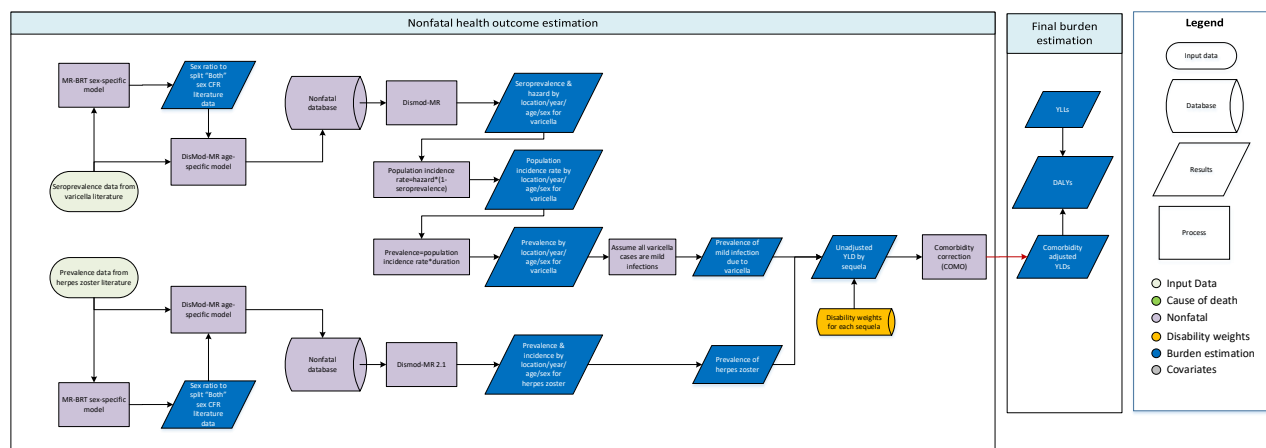 Nonfatal health outcome estimation
MR-BRT sex-specific
model
Sex ratio to
split "Both"
sex CFR
literature
data
DisMod-MR age-
specific model
Seroprevalence data from
varicella literature
Nonfatal
database
Dismod-MR
Seroprevalence &
hazard by
location/year/
age/sex for
varicella
Population incidence
rate=hazard*(1-
seroprevalence)
Population
incidence rate by
location/year/
age/sex for
varicella
Prevalence=population
incidence rate*duration
Prevalence by
location/year/
age/sex for
varicella
Assume all varicella
cases are mild
infections
Prevalence of
mild infection
due to
varicella
Unadjusted
YLD by
sequela
Comorbidity
correction
(COMO)
Disability weights
for each sequela
Prevalence data from
herpes zoster literature
DisMod-MR age-
specific model
MR-BRT sex-specific
model
Sex ratio to
split "Both"
sex CFR
literature
data
Nonfatal
database
Dismod-MR 2.1
Prevalence &
incidence by
location/year/
age/sex for
herpes zoster
Prevalence of
herpes zoster
Final burden
estimation
YLLs
DALYs
Comorbidity
adjusted
YLDs
Legend
Input data
Database
Results
Process
Input Data
Cause of death
Nonfatal
Disability weights
Burden estimation
Covariates